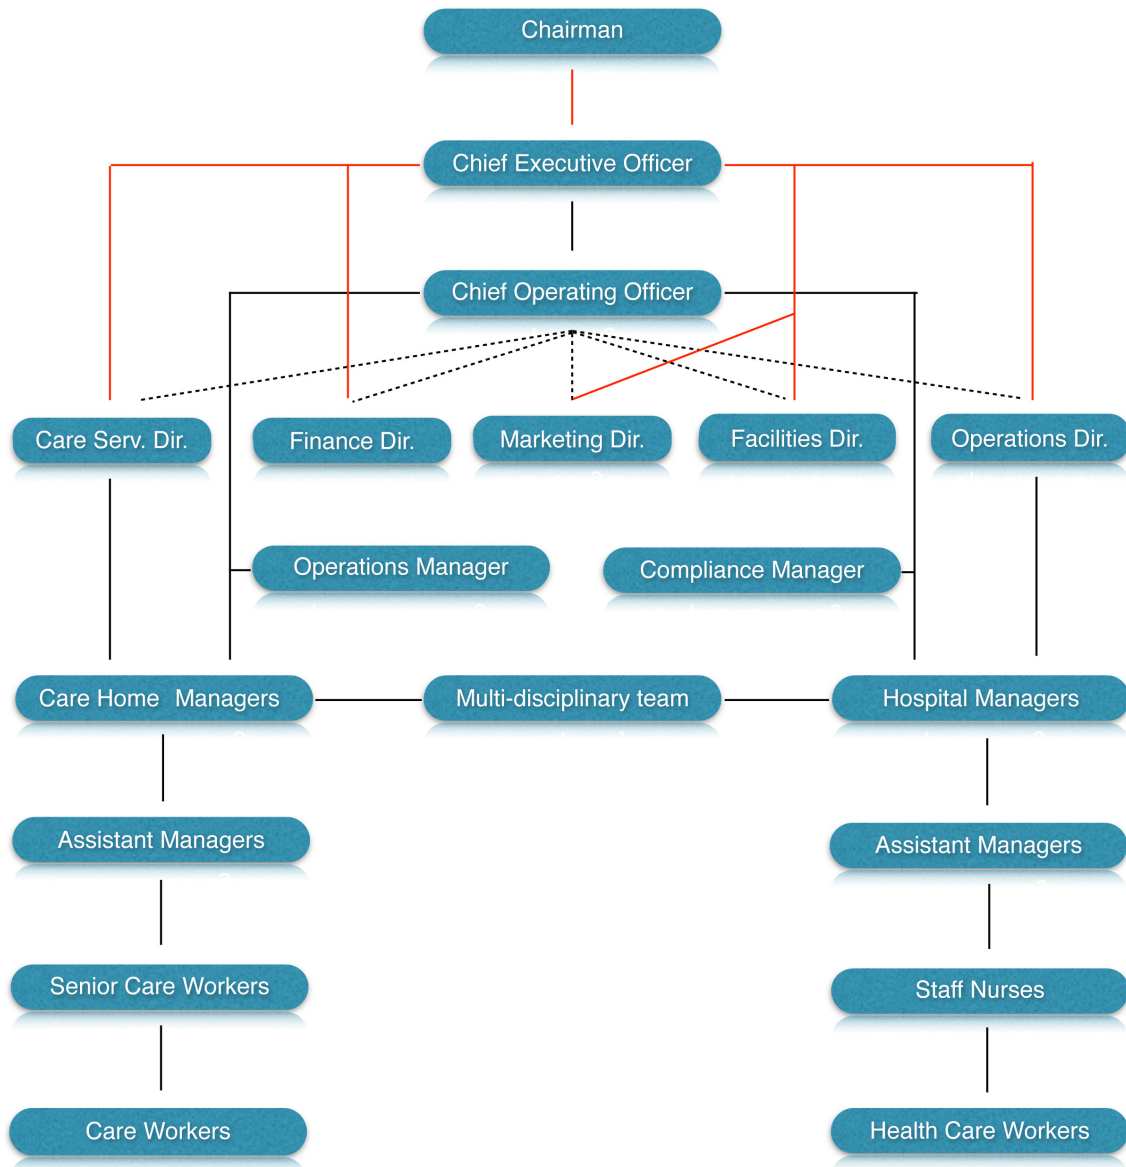 Chairman
Chief Executive Officer
Chief Operating Officer
Care Serv. Dir.
Finance Dir.
Marketing Dir.
Facilities Dir.
Operations Dir.
Operations Manager
Compliance Manager
Care Home Managers
Multi-disciplinary team
Hospital Managers
Assistant Managers
Assistant Managers
Senior Care Workers
Staff Nurses
Care Workers
Health Care Workers